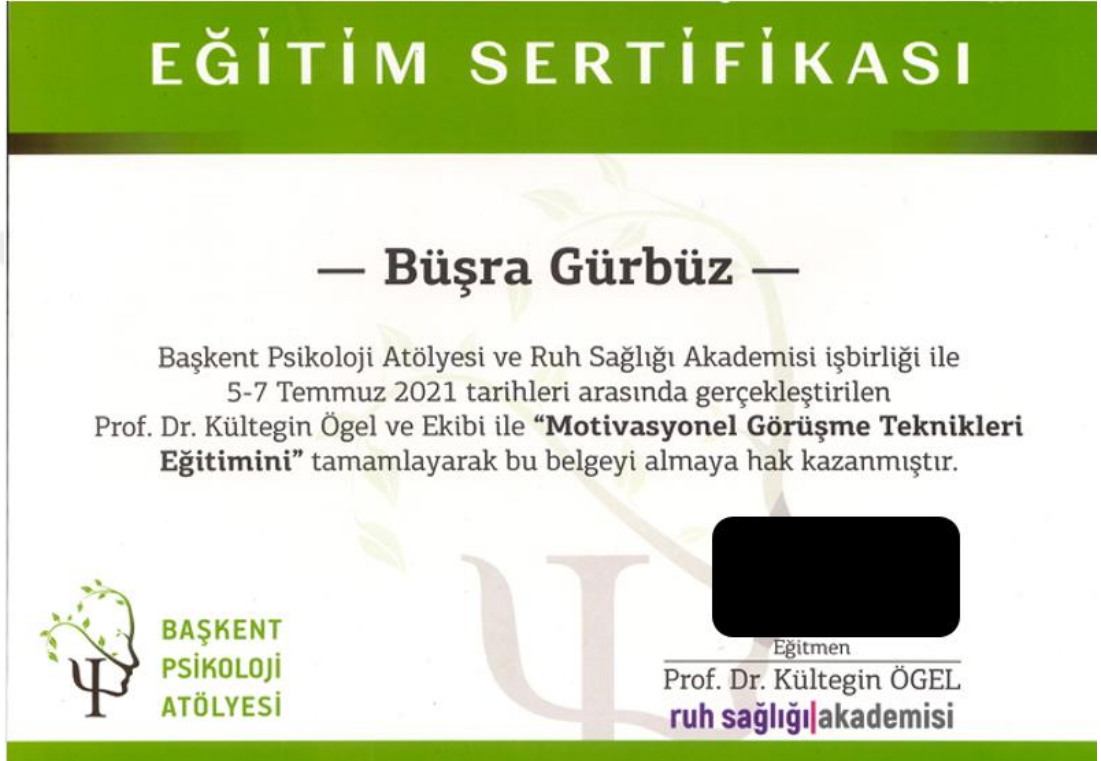 EĞİTİM SERTİFİKASI
— Büşra Gürbüz —
Başkent Psikoloji Atölyesi ve Ruh Sağlığı Akademisi işbirliği ile
5-7 Temmuz 2021 tarihleri arasında gerçekleştirilen
Prof. Dr. Kültegin Ögel ve Ekibi ile “Motivasyonel Görüşme Teknikleri
Eğitimini” tamamlayarak bu belgeyi almaya hak kazanmıştır.
BAŞKENT
PSİKOLOJİ
ATÖLYESİ
Eğitmen
Prof. Dr. Kültegin ÖGEL
ruh sağlığı|akademisi